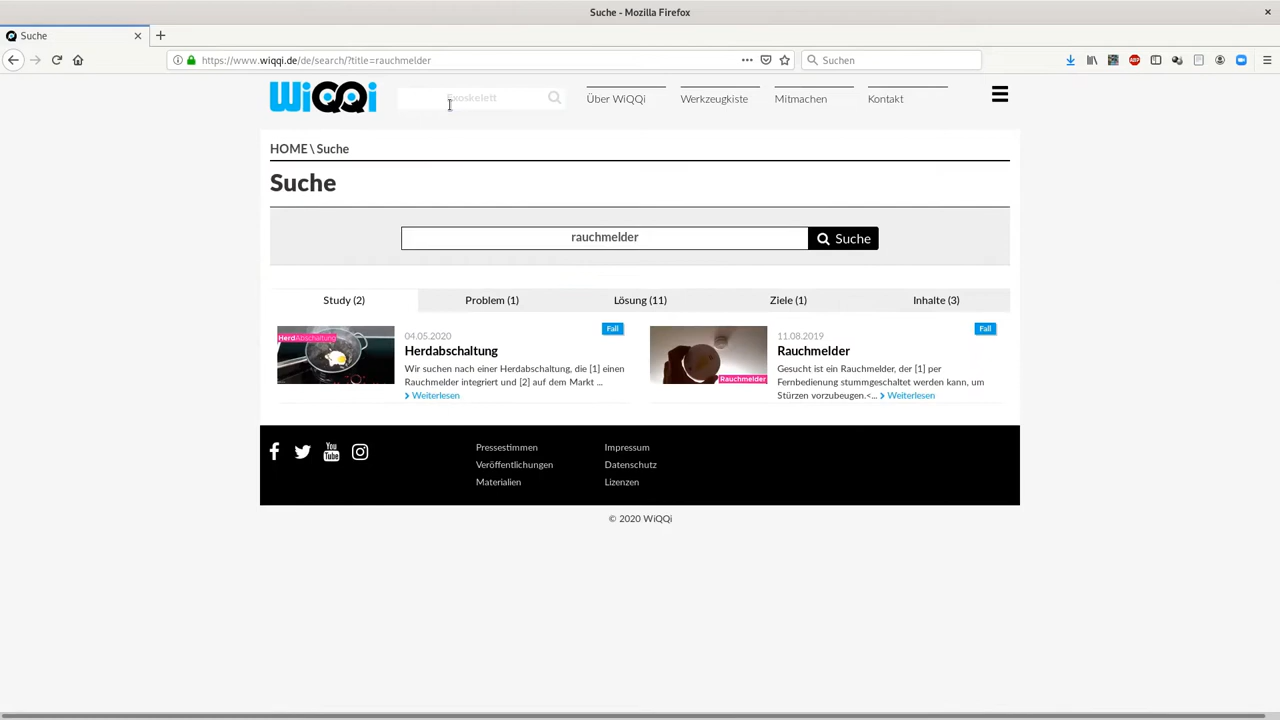 Suche - Mozilla Firefox
Suche
https://www.wiqqi.de/de/search/?title=rauchmelder
Suchen
WiQQi
Exoskelett
Über WiQQi
Werkzeugkiste
Mitmachen
Kontakt
HOME \ Suche
Suche
rauchmelder
Suche
Study (2)
Problem (1)
Lösung (11)
Ziele (1)
Inhalte (3)
HerdAbschaltung
04.05.2020
Fall
Herdabschaltung
Wir suchen nach einer Herdabschaltung, die [1] einen
Rauchmelder integriert und [2] auf dem Markt ...
Weiterlesen
Rauchmelder
11.08.2019
Fall
Rauchmelder
Gesucht ist ein Rauchmelder, der [1] per
Fernbedienung stummgeschaltet werden kann, um
Stürzen vorzubeugen.<... Weiterlesen
You
Tube
Pressestimmen
Veröffentlichungen
Materialien
Impressum
Datenschutz
Lizenzen
© 2020 WiQQi